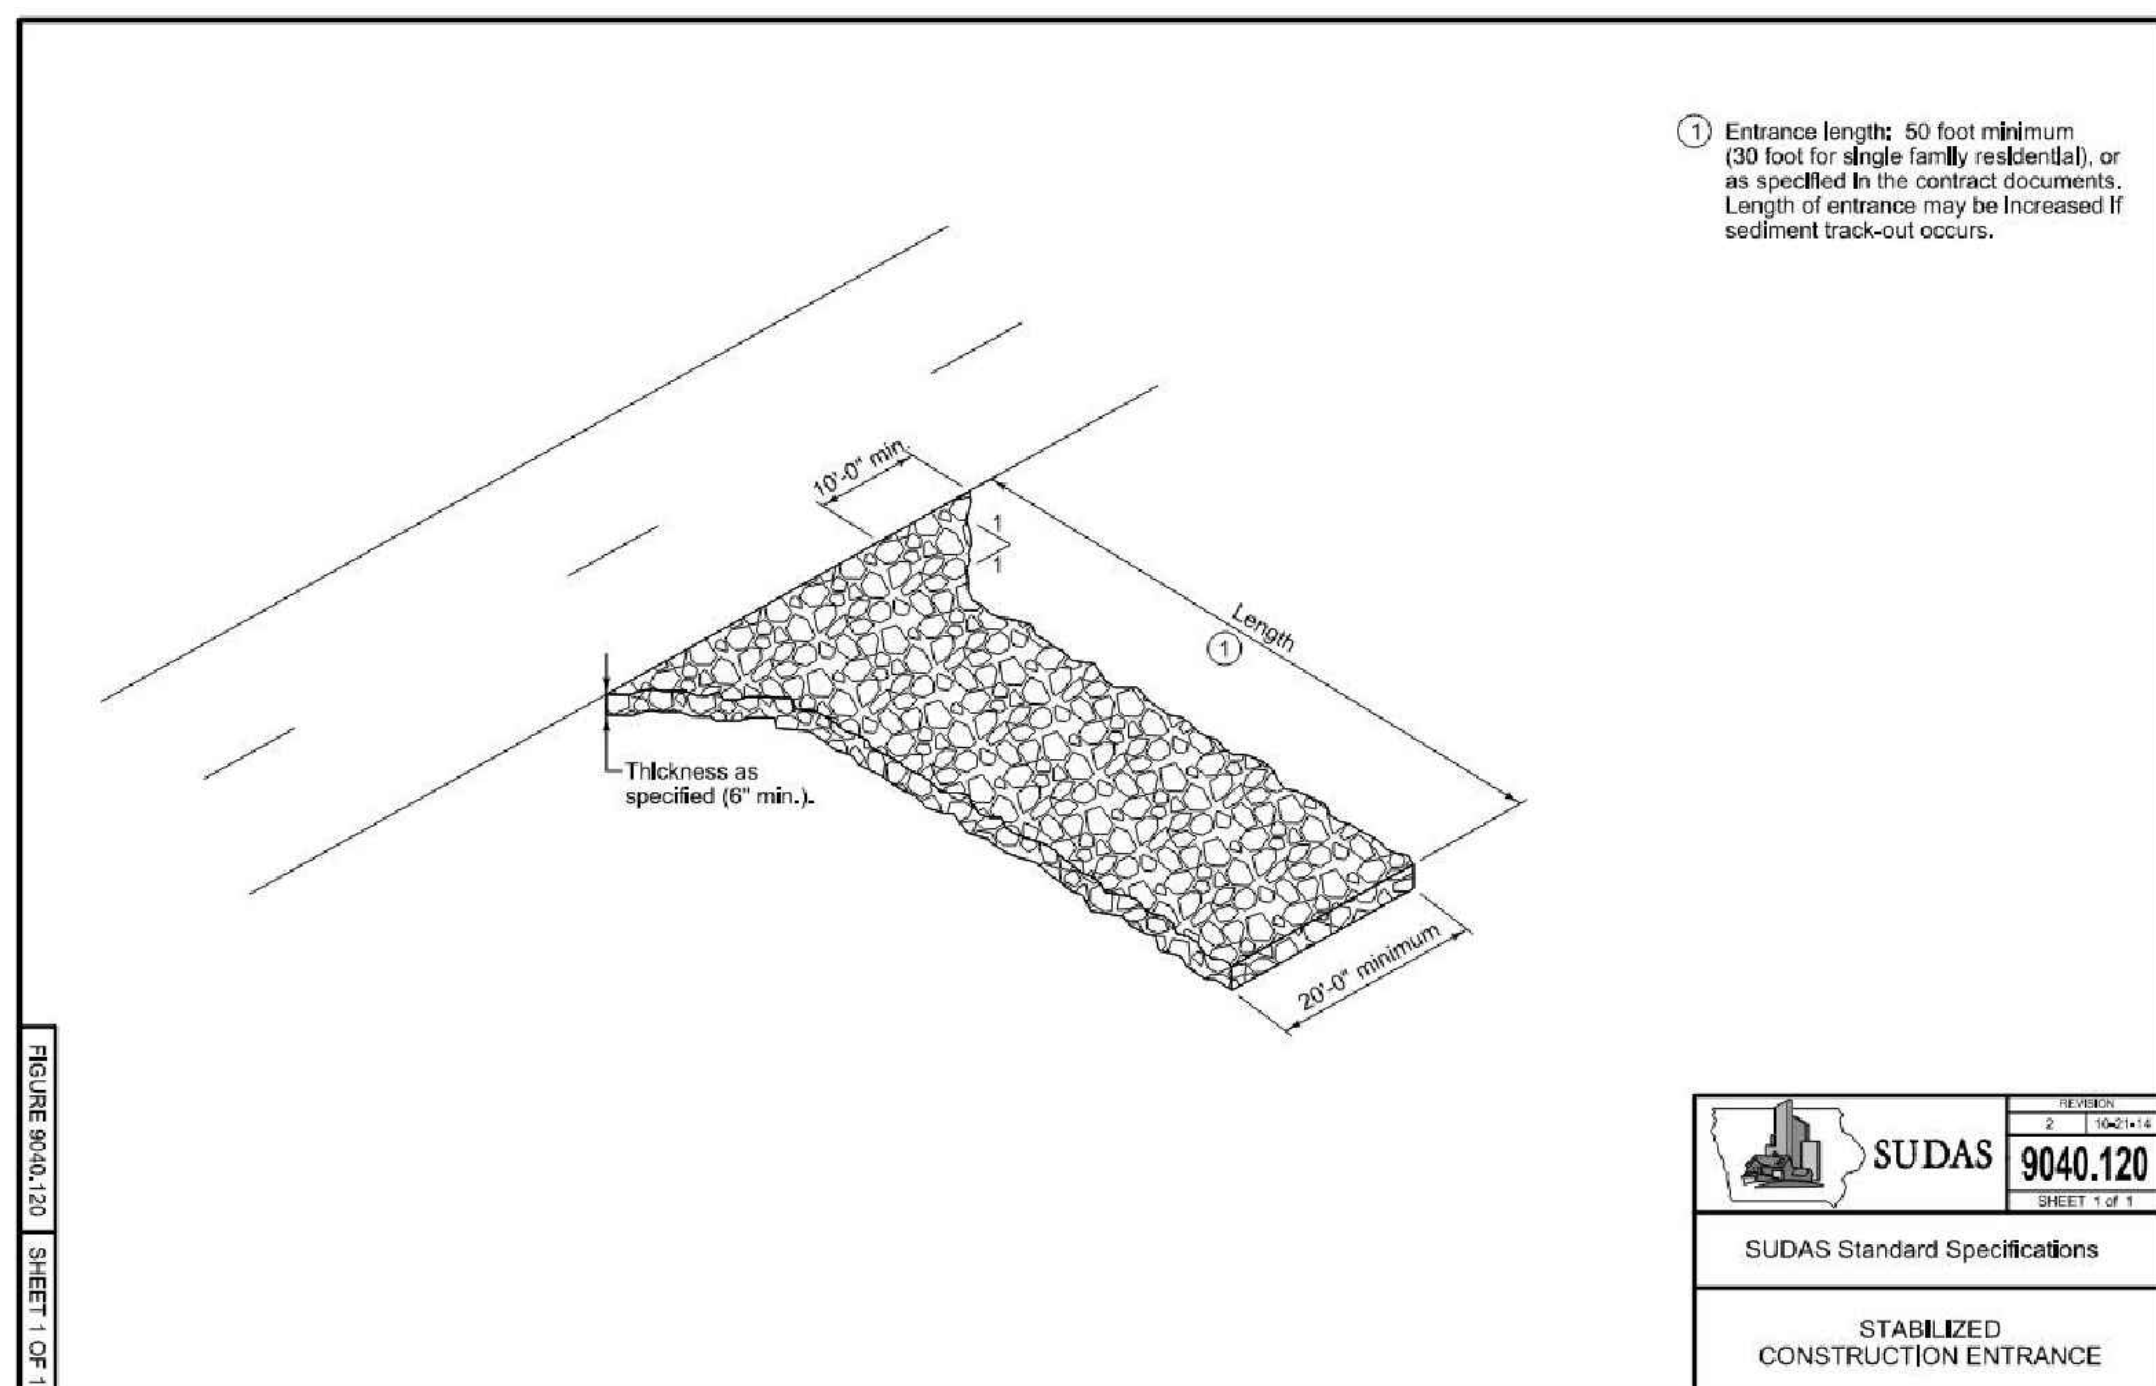 ① Entrance length: 50 foot minimum
(30 foot for single family residential), or
as specified in the contract documents.
Length of entrance may be increased if
sediment track-out occurs.
10'-0" min.
1
1
Length
①
Thickness as
specified (6" min.).
20'-0" minimum
FIGURE 9040.120 SHEET 1 OF 1
SUDAS
REVISION
2 10-21-14
9040.120
SHEET 1 of 1
SUDAS Standard Specifications
STABILIZED
CONSTRUCTION ENTRANCE